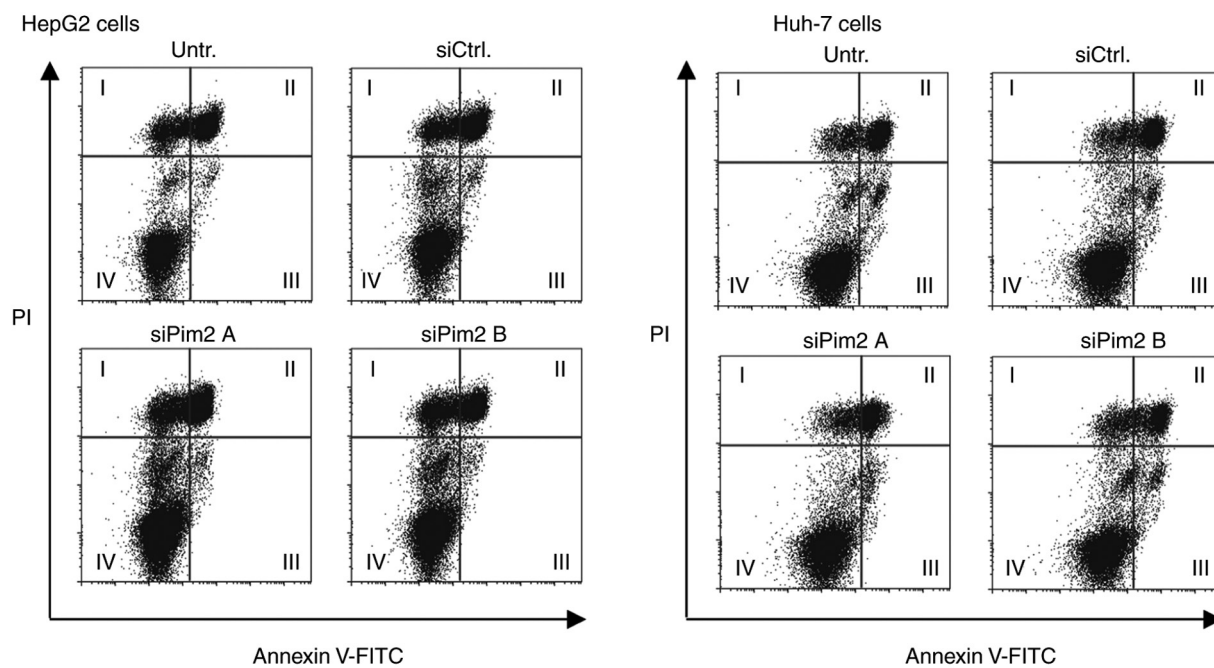 HepG2 cells
Huh-7 cells
Untr.
siCtrl.
Untr.
siCtrl.
I
II
I
II
I
II
I
II
IV
III
IV
III
IV
III
IV
III
PI
PI
siPim2 A
siPim2 B
siPim2 A
siPim2 B
I
II
I
II
I
II
I
II
IV
III
IV
III
IV
III
IV
III
Annexin V-FITC
Annexin V-FITC